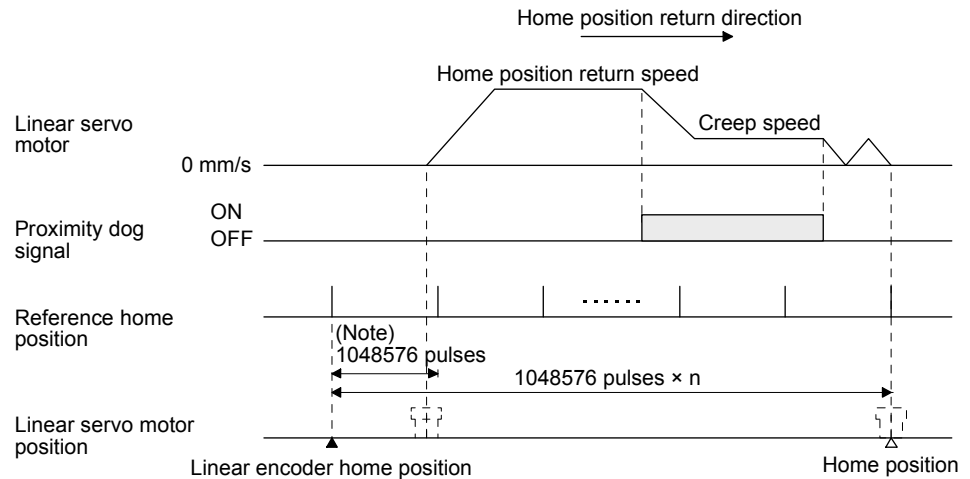 Home position return direction
Home position return speed
Linear servo
motor
Creep speed
0 mm/s
ON
Proximity dog
signal
OFF
Reference home
position
(Note)
1048576 pulses
1048576 pulses × n
Linear servo motor
position
Linear encoder home position
Home position